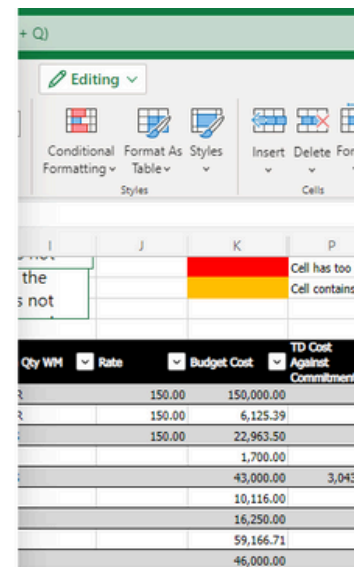 + Q)
Editing
Conditional Formatting
Format As Table
Styles
Insert
Delete
For
Styles
Cells
I J K P
the
s not
Cell has too
Cell contains
Qty WM
Rate
Budget Cost
TD Cost Against Commitment
150.00 150,000.00
150.00 6,125.39
150.00 22,963.50
1,700.00
43,000.00 3,043
10,116.00
16,250.00
59,166.71
46,000.00